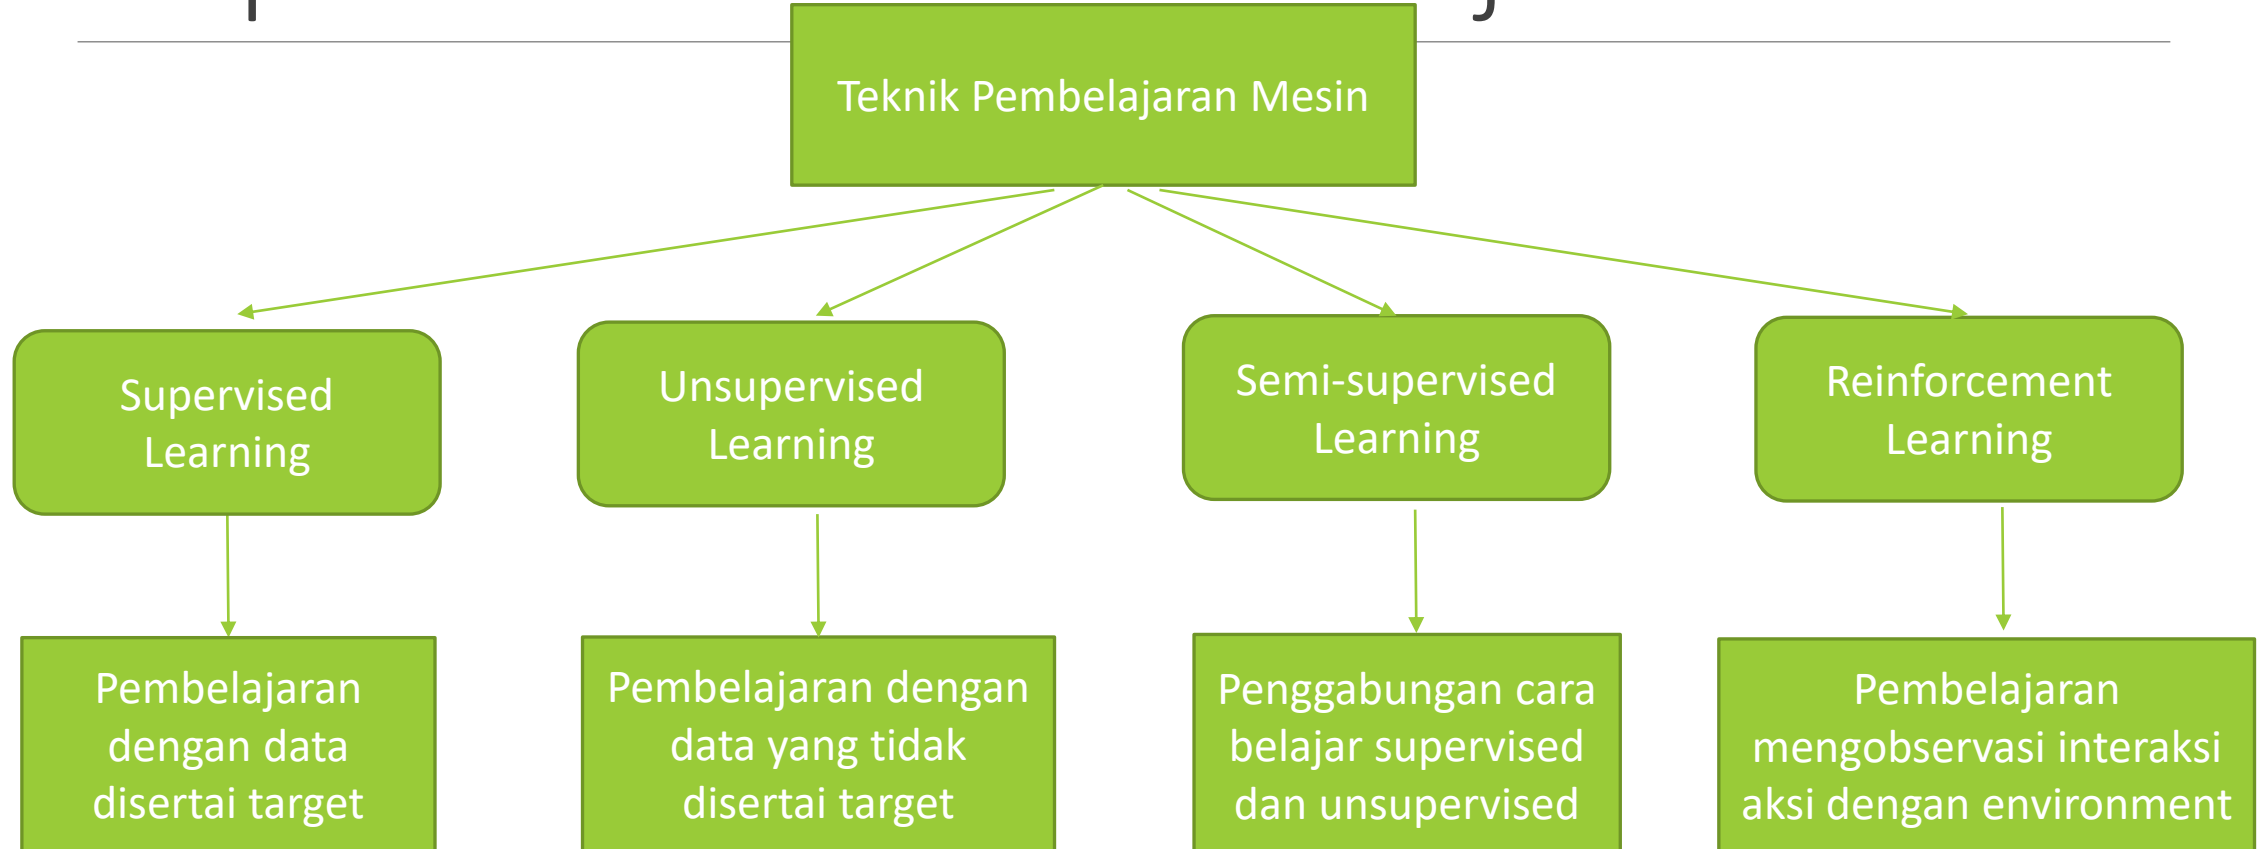 Teknik Pembelajaran Mesin
Supervised
Learning
Unsupervised
Learning
Semi-supervised
Learning
Reinforcement
Learning
Pembelajaran
dengan data
disertai target
Pembelajaran dengan
data yang tidak
disertai target
Penggabungan cara
belajar supervised
dan unsupervised
Pembelajaran
mengobservasi interaksi
aksi dengan environment